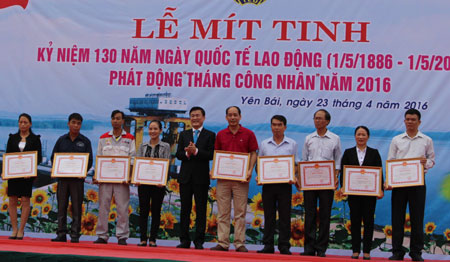 LỄ MÍT TINH
KỶ NIỆM 130 NĂM NGÀY QUỐC TẾ LAO ĐỘNG (1/5/1886 - 1/5/20
PHÁT ĐỘNG "THÁNG CÔNG NHÂN" NĂM 2016
Yên Bái, ngày 23 tháng 4 năm 2016